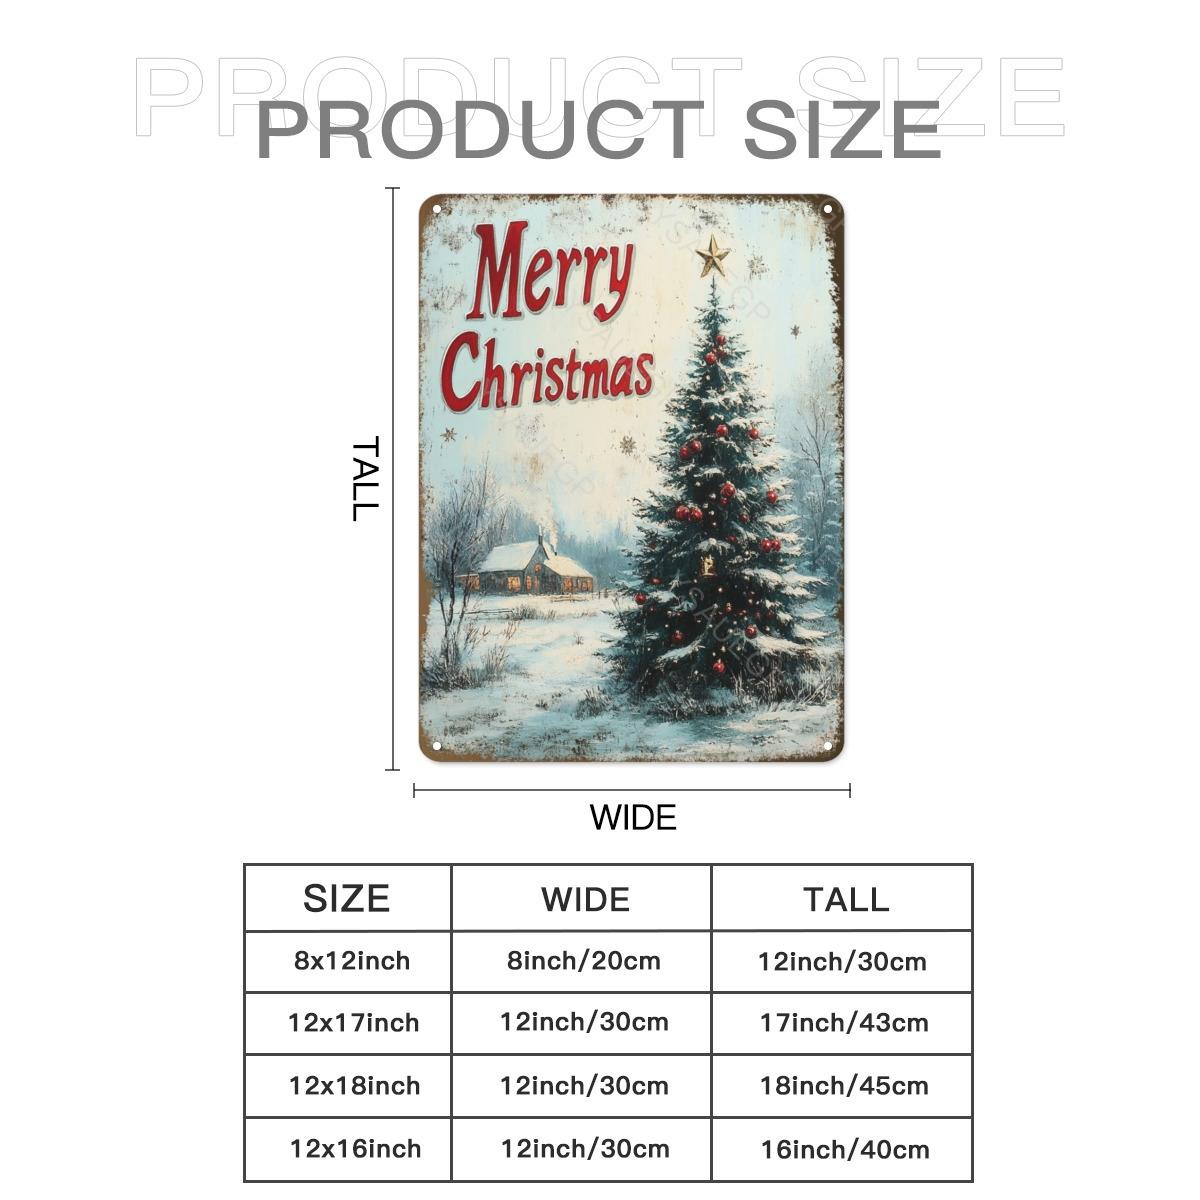 PRODUCT SIZE
PRODUCT SIZE
Merry
Christmas
TALL
WIDE
SIZE WIDE TALL
8x12inch 8inch/20cm 12inch/30cm
12x17inch 12inch/30cm 17inch/43cm
12x18inch 12inch/30cm 18inch/45cm
12x16inch 12inch/30cm 16inch/40cm